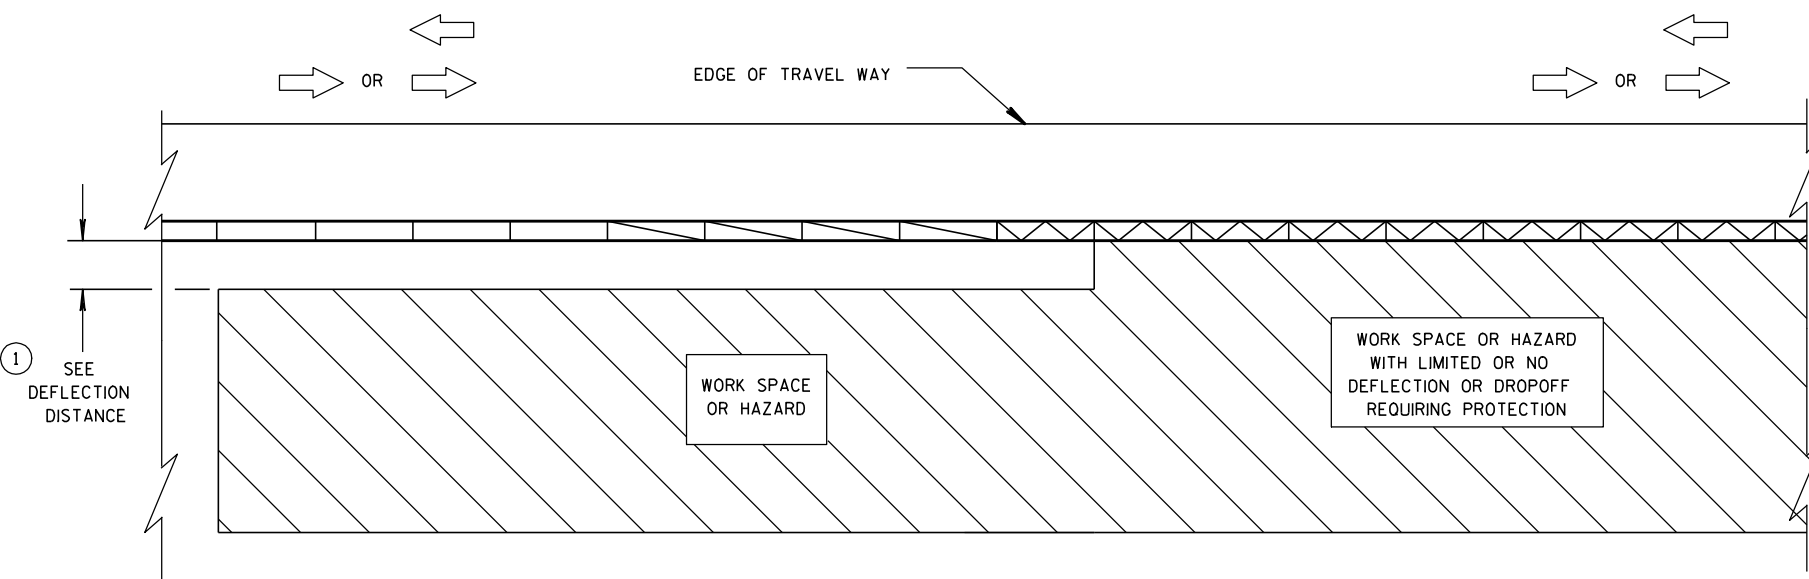 OR
OR
EDGE OF TRAVEL WAY
1
SEE
DEFLECTION
DISTANCE
WORK SPACE
OR HAZARD
WORK SPACE OR HAZARD
WITH LIMITED OR NO
DEFLECTION OR DROPOFF
REQUIRING PROTECTION